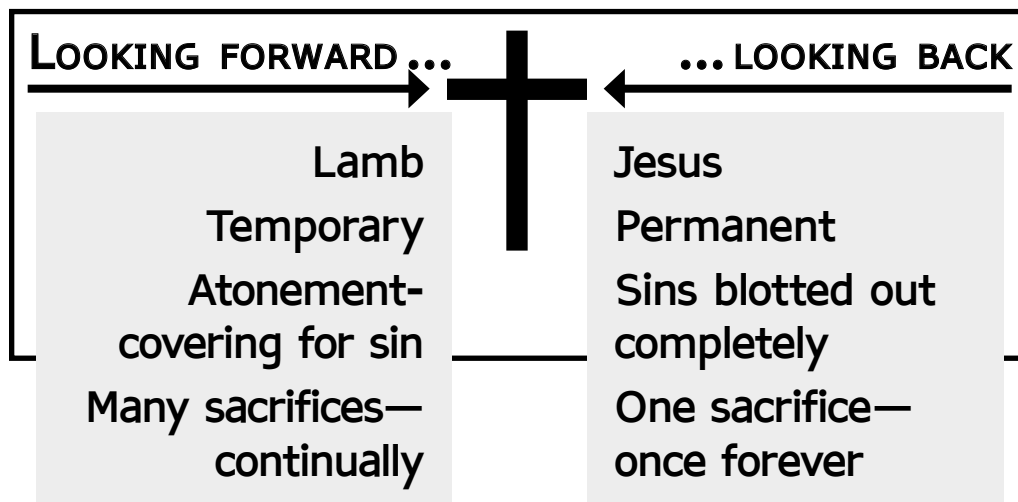 LOOKING FORWARD...
...LOOKING BACK
Lamb
Temporary
Atonement-
covering for sin
Many sacrifices—
continually
Jesus
Permanent
Sins blotted out
completely
One sacrifice—
once forever